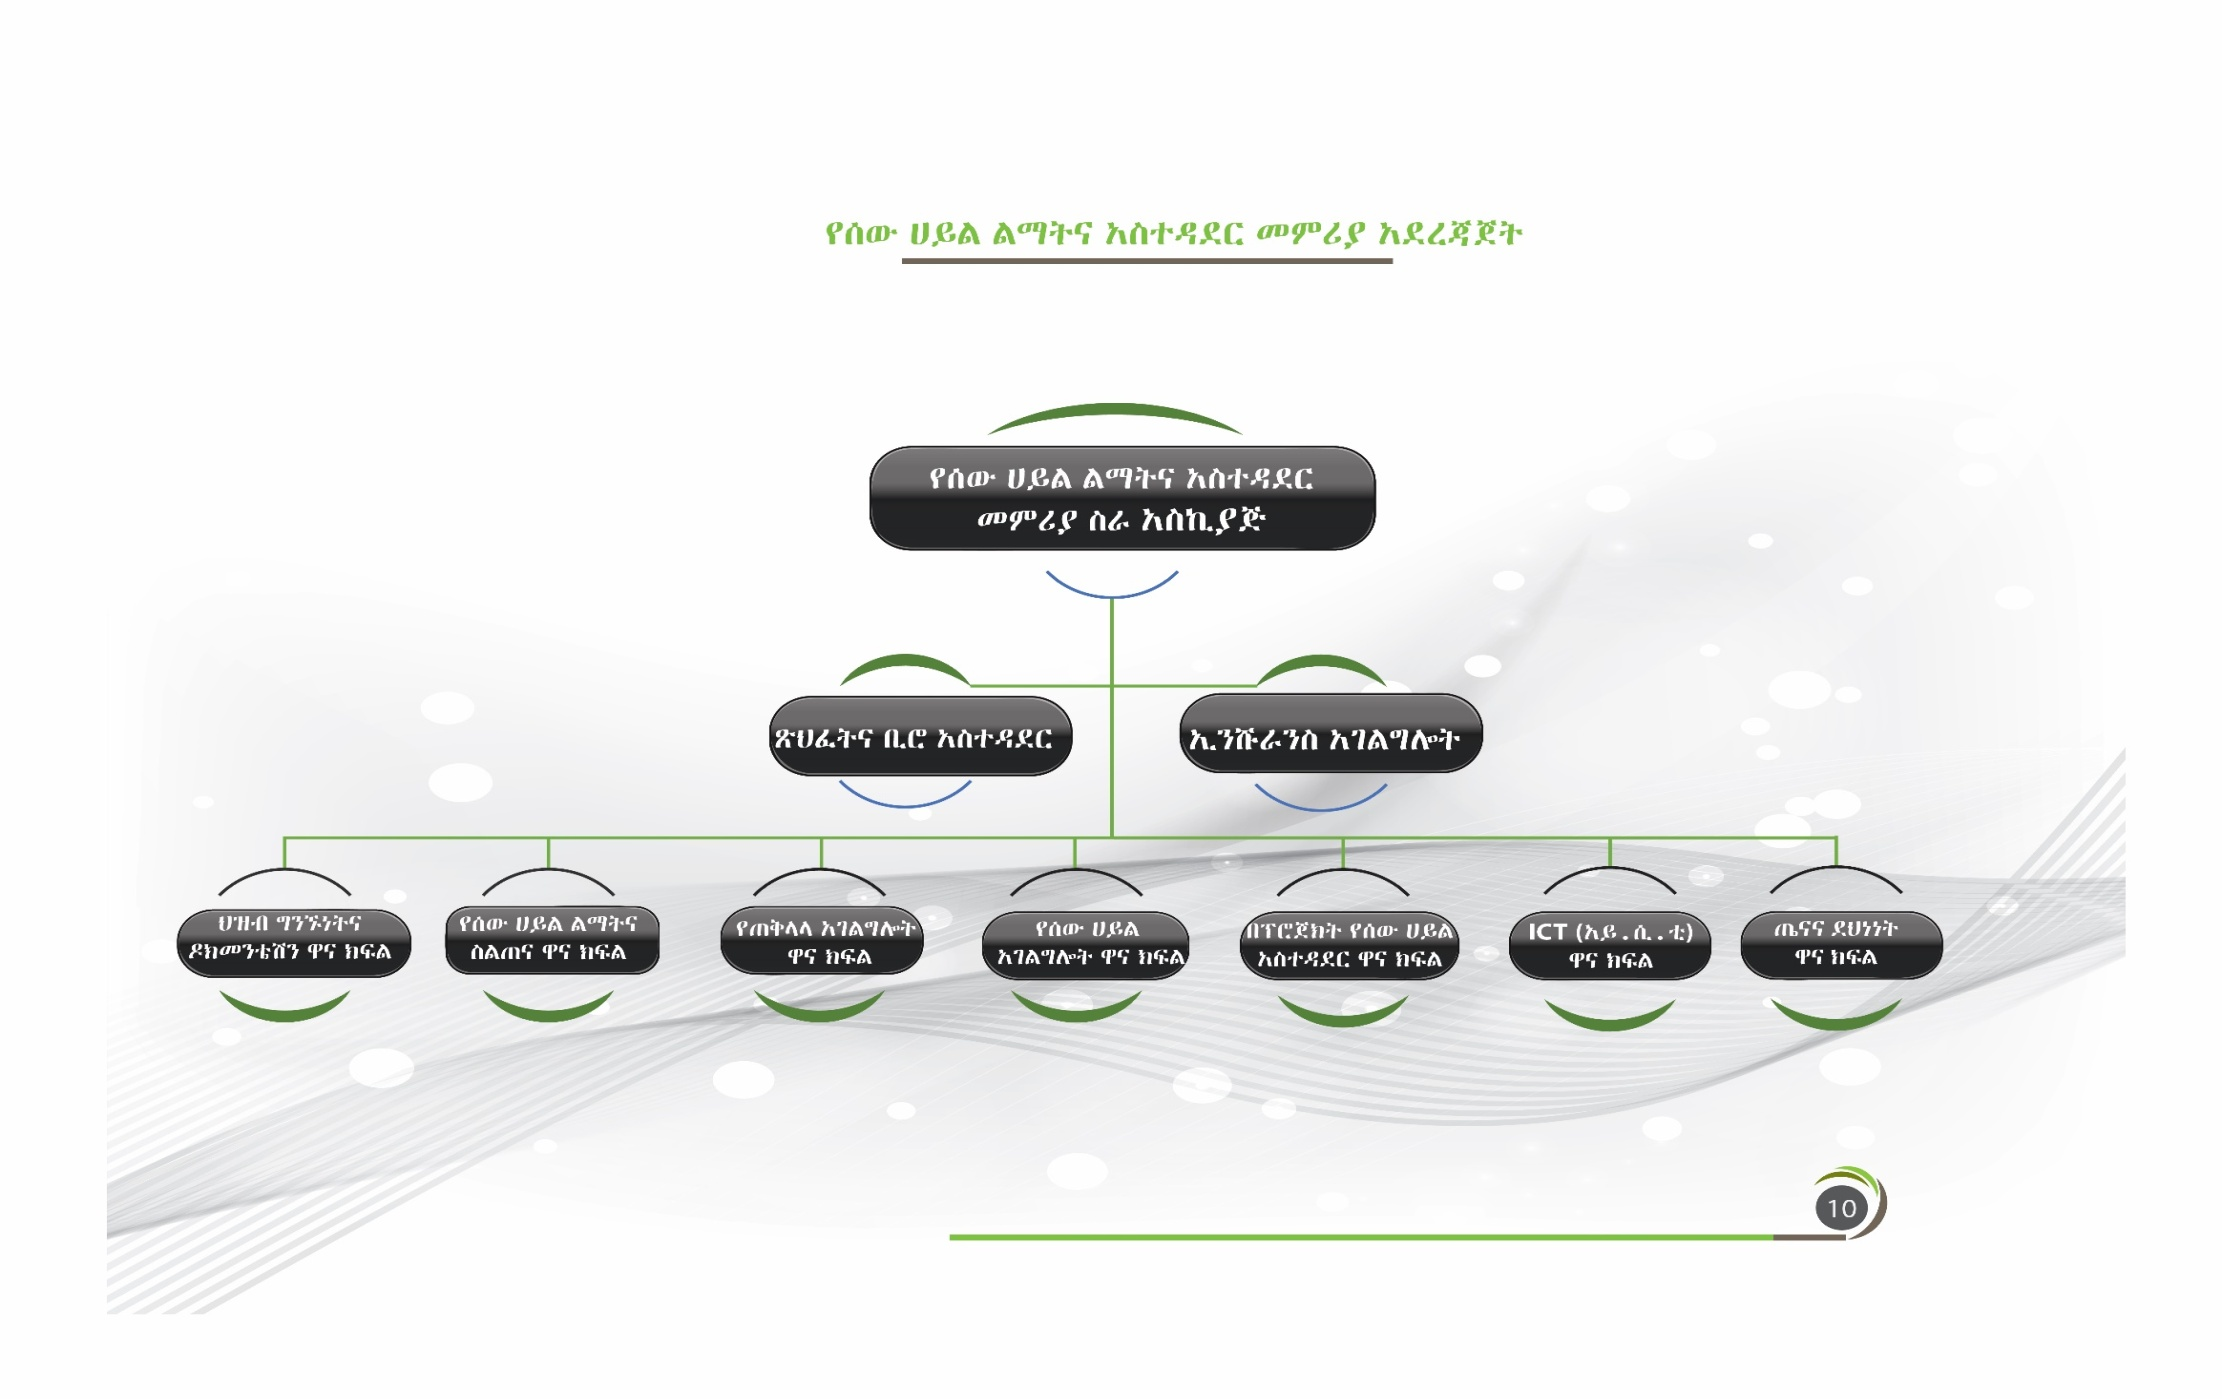 የሰው ሀይል ልማትና አስተዳደር መምሪያ አደረጃጀት
የሰው ሀይል ልማትና አስተዳደር
መምሪያ ስራ አስኪያጅ
ጽህፈትና ቢሮ አስተዳደር
ኢንሹራንስ አገልግሎት
ህዝብ ግንኙነትና
ዶክመንቴሽን ዋና ክፍል
የሰው ሀይል ልማትና
ስልጠና ዋና ክፍል
የጠቅላላ አገልግሎት
ዋና ክፍል
የሰው ሀይል
አገልግሎት ዋና ክፍል
በፕሮጀክት የሰው ሀይል
አስተዳደር ዋና ክፍል
ICT (አይ.ሲ..ቲ)
ዋና ክፍል
ጤናና ደህነነት
ዋና ክፍል
10